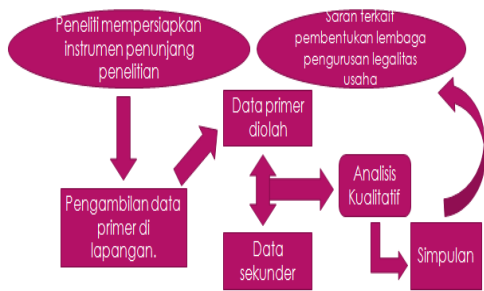 Peneliti mempersiapkan
instrumen penunjang
penelitian
Saran terkait
pembentukan lembaga
pengurusan legalitas
usaha
Data primer
diolah
Pengambilan data
primer di
lapangan.
Analisis
Kualitatif
Data
sekunder
Simpulan